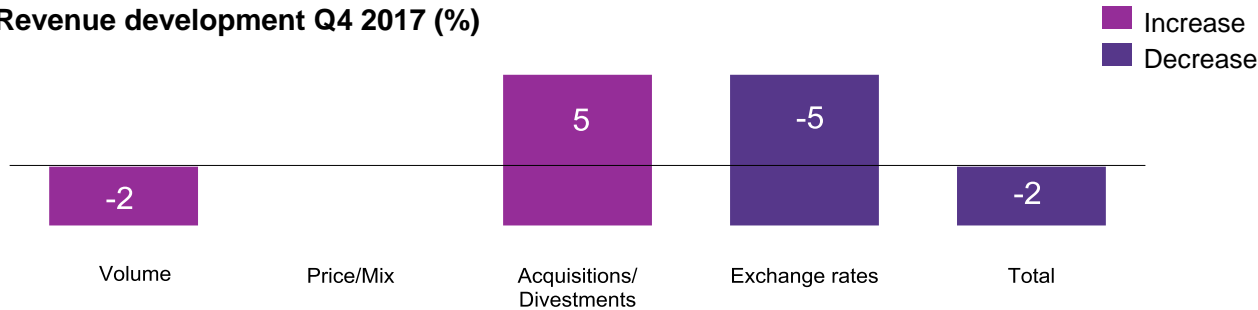 Revenue development Q4 2017 (%)
Increase
Decrease
5
-5
-2
-2
Volume
Price/Mix
Acquisitions/
Divestments
Exchange rates
Total